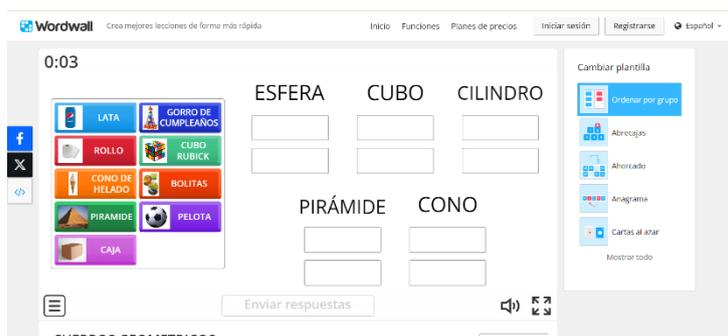 Wordwall
Crea mejores lecciones de forma más rápida
Inicio Funciones Planes de precios Iniciar sesión Registrarse Español
0:03
ESFERA CUBO CILINDRO
LATA
GORRO DE CUMPLEAÑOS
ROLLO
CUBO RUBICK
CONO DE HELADO
BOLITAS
PIRAMIDE
PELOTA
CAJA
PIRÁMIDE CONO
Enviar respuestas
Cambiar plantilla
Ordenar por grupo
Abrecajas
Ahorcado
Anagrama
Cartas al azar
Mostrar todo